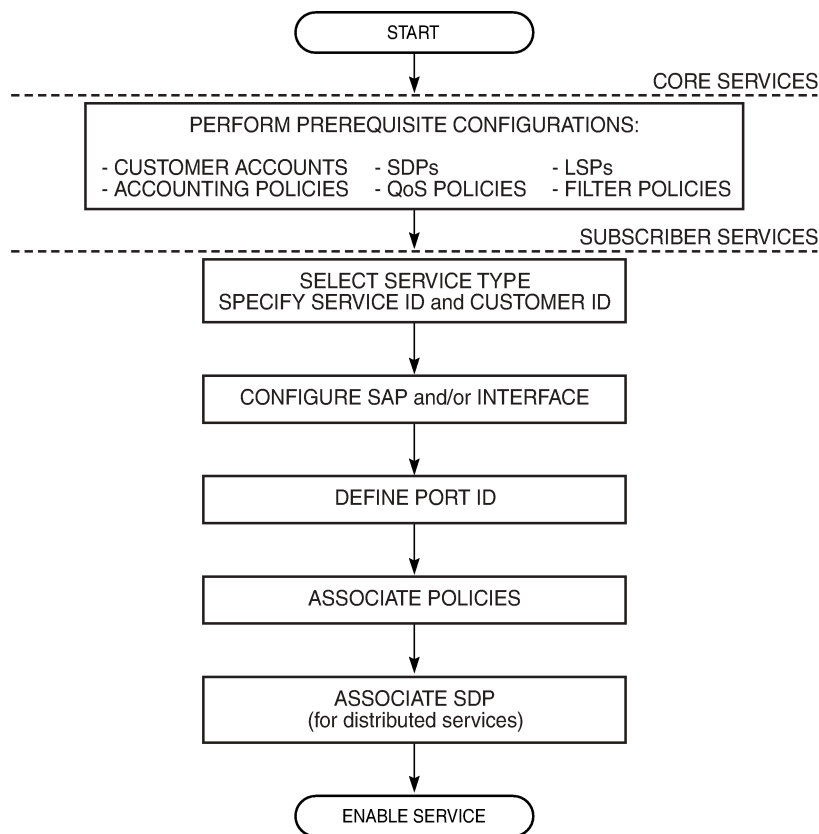 START
CORE SERVICES
PERFORM PREREQUISITE CONFIGURATIONS:
- CUSTOMER ACCOUNTS - SDPs - LSPs
- ACCOUNTING POLICIES - QoS POLICIES - FILTER POLICIES
SUBSCRIBER SERVICES
SELECT SERVICE TYPE
SPECIFY SERVICE ID and CUSTOMER ID
CONFIGURE SAP and/or INTERFACE
DEFINE PORT ID
ASSOCIATE POLICIES
ASSOCIATE SDP
(for distributed services)
ENABLE SERVICE